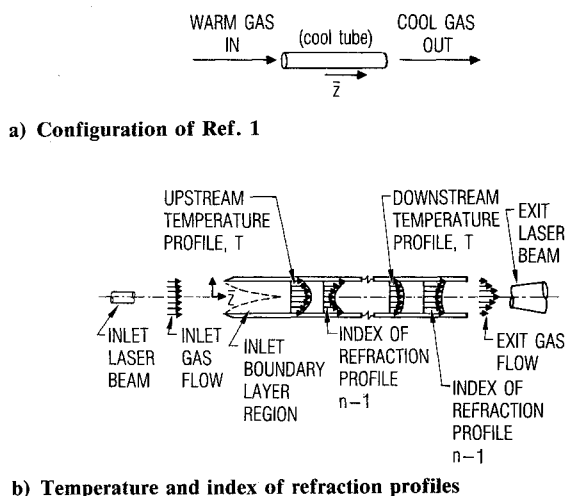 WARM GAS
IN
(cool tube)
COOL GAS
OUT
z̄
a) Configuration of Ref. 1
UPSTREAM
TEMPERATURE
PROFILE, T
DOWNSTREAM
TEMPERATURE
PROFILE, T
EXIT
LASER
BEAM
z̄
INLET
LASER
BEAM
INLET
GAS
FLOW
INLET
BOUNDARY
LAYER
REGION
INDEX OF
REFRACTION
PROFILE
n−1
INDEX OF
REFRACTION
PROFILE
n−1
EXIT GAS
FLOW
b) Temperature and index of refraction profiles